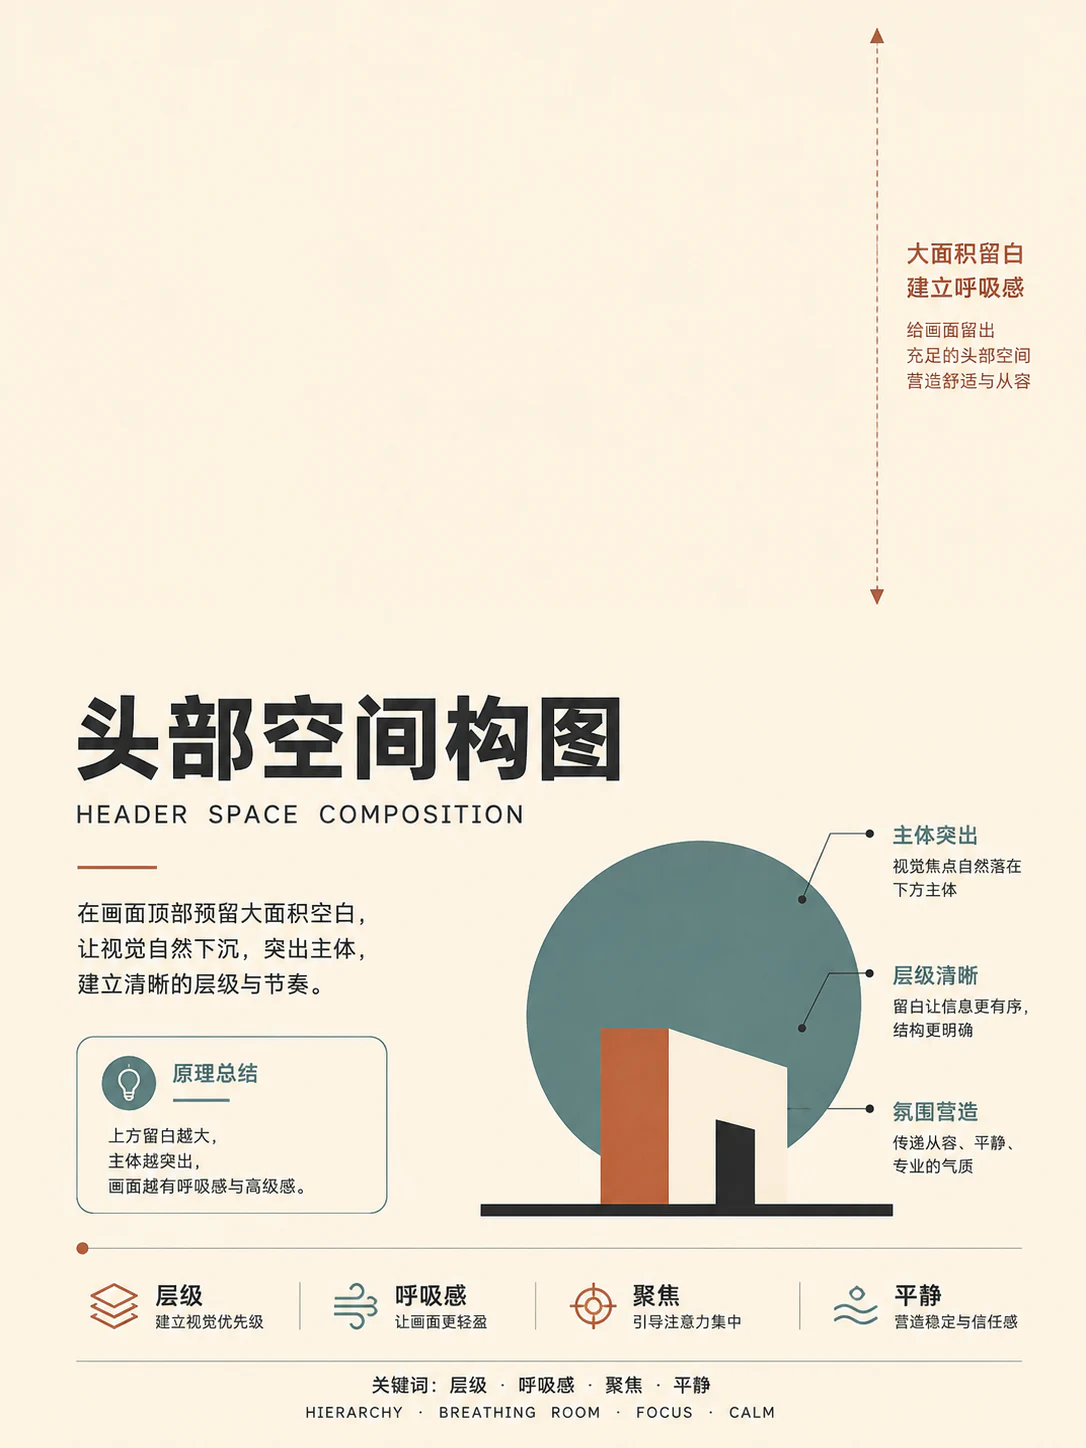 大面积留白
建立呼吸感
给画面留出
充足的头部空间
营造舒适与从容
头部空间构图
HEADER SPACE COMPOSITION
在画面顶部预留大面积空白，
让视觉自然下沉，突出主体，
建立清晰的层级与节奏。
原理总结
上方留白越大，
主体越突出，
画面越有呼吸感与高级感。
主体突出
视觉焦点自然落在
下方主体
层级清晰
留白让信息更有序，
结构更明确
氛围营造
传递从容、平静、
专业的气质
层级
建立视觉优先级
呼吸感
让画面更轻盈
聚焦
引导注意力集中
平静
营造稳定与信任感
关键词：层级 · 呼吸感 · 聚焦 · 平静
HIERARCHY · BREATHING ROOM · FOCUS · CALM